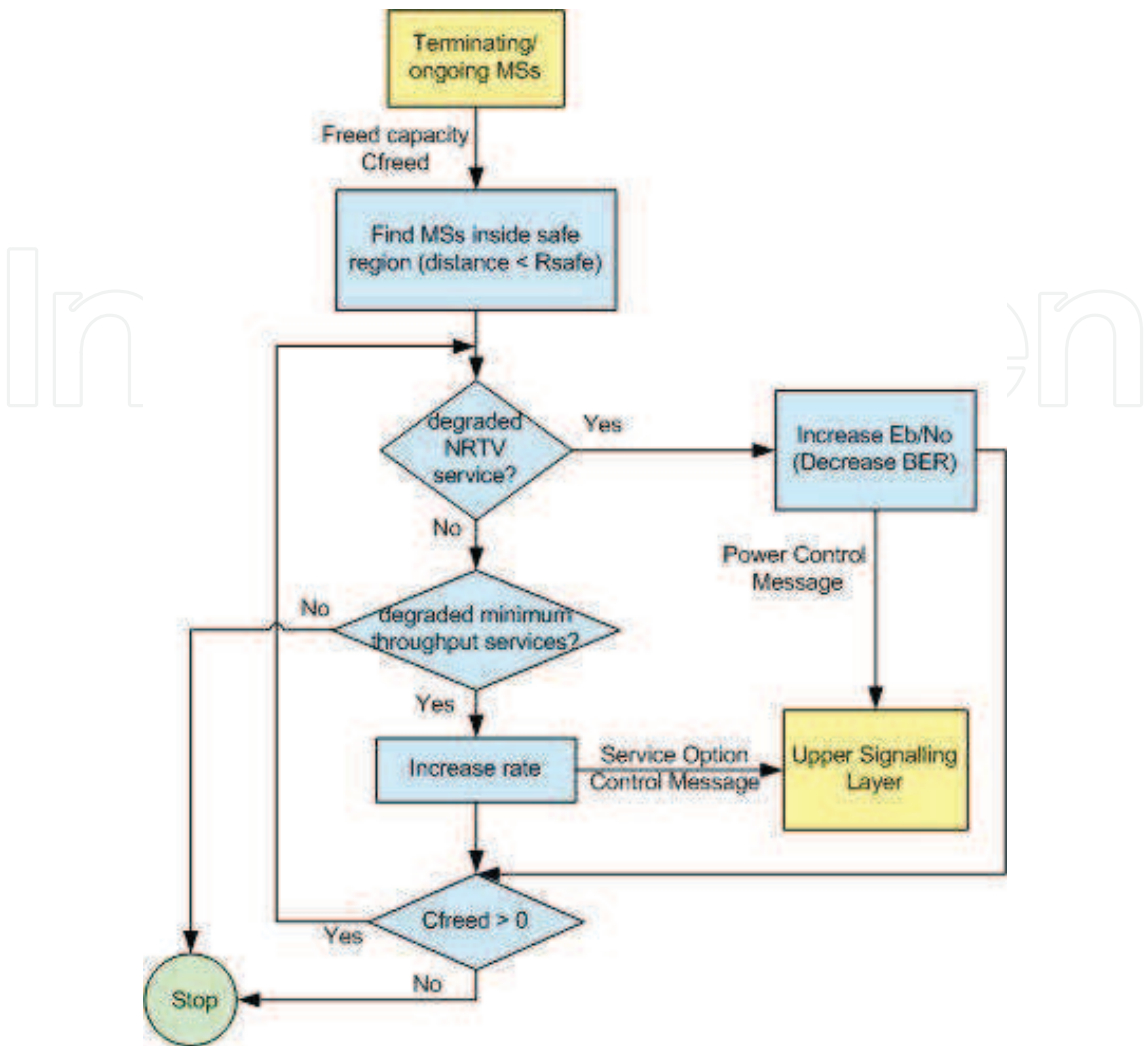 Terminating/
ongoing MSs
Freed capacity
Cfreed
Find MSs inside safe
region (distance < Rsafe)
degraded
NRTV
service?
Yes
Increase Eb/No
(Decrease BER)
No
Power Control
Message
No
degraded minimum
throughput services?
Yes
Increase rate
Service Option
Control Message
Upper Signalling
Layer
Cfreed > 0
Yes
No
Stop
In
en